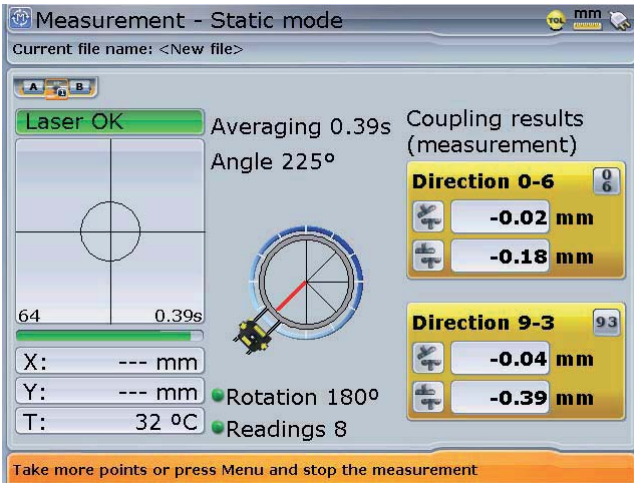 Measurement - Static mode
TOL mm
Current file name: <New file>
A B
Laser OK
Averaging 0.39s
Angle 225º
64 0.39s
X: --- mm
Y: --- mm
T: 32 ºC
Rotation 180º
Readings 8
Coupling results
(measurement)
Direction 0-6 0 6
-0.02 mm
-0.18 mm
Direction 9-3 93
-0.04 mm
-0.39 mm
Take more points or press Menu and stop the measurement